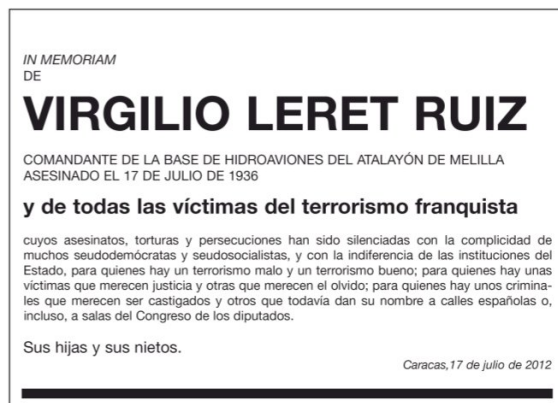 IN MEMORIAM
DE
VIRGILIO LERET RUIZ
COMANDANTE DE LA BASE DE HIDROAVIONES DEL ATALAYÓN DE MELILLA
ASESINADO EL 17 DE JULIO DE 1936
y de todas las víctimas del terrorismo franquista
cuyos asesinatos, torturas y persecuciones han sido silenciadas con la complicidad de
muchos seudodemócratas y seudosocialistas, y con la indiferencia de las instituciones del
Estado, para quienes hay un terrorismo malo y un terrorismo bueno; para quienes hay unas
víctimas que merecen justicia y otras que merecen el olvido; para quienes hay unos crimina-
les que merecen ser castigados y otros que todavía dan su nombre a calles españolas o,
incluso, a salas del Congreso de los diputados.
Sus hijas y sus nietos.
Caracas,17 de julio de 2012